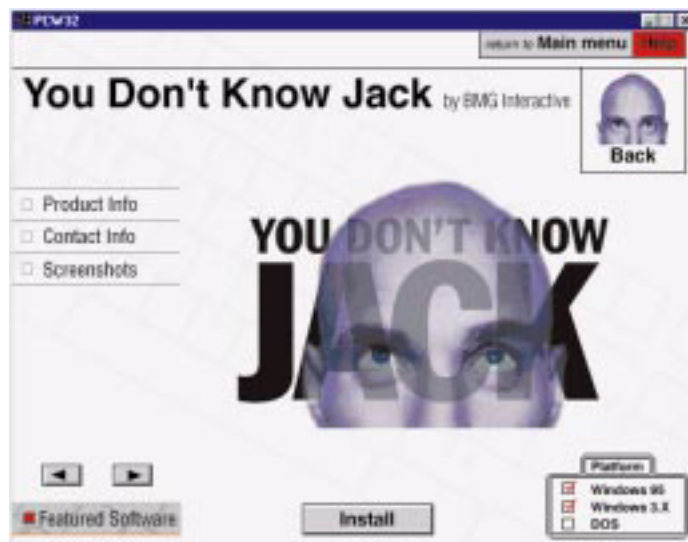 PCW32
return to Main menu Help
You Don't Know Jack by BMG Interactive
Back
Product Info
Contact Info
Screenshots
YOU DON'T KNOW
JACK
Platform
Windows 95
Windows 3.X
DOS
Featured Software
Install